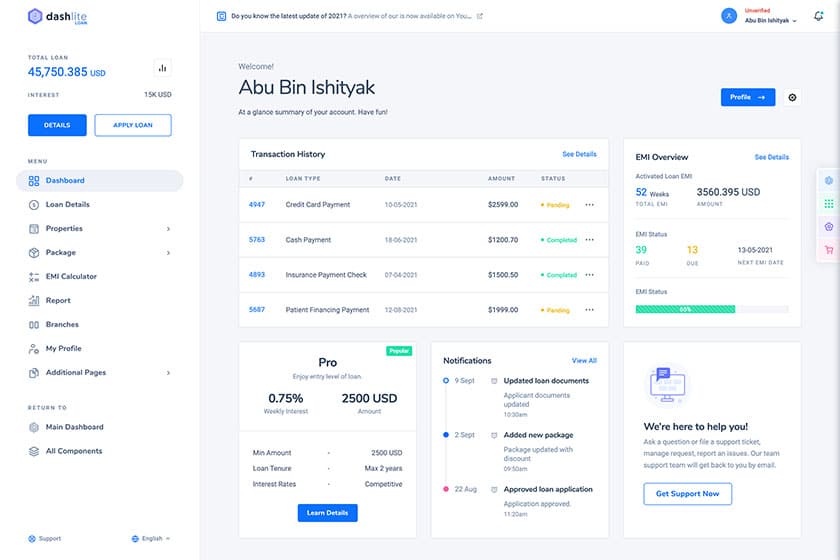 dashlite
LOAN
TOTAL LOAN
45,750.385 USD
INTEREST 15K USD
DETAILS APPLY LOAN
MENU
Dashboard
Loan Details
Properties
Package
EMI Calculator
Report
Branches
My Profile
Additional Pages
RETURN TO
Main Dashboard
All Components
Support English
Do you know the latest update of 2021? A overview of our is now available on You...
Unverified
Abu Bin Ishityak
Welcome!
Abu Bin Ishityak
At a glance summary of your account. Have fun!
Profile
Transaction History See Details
# LOAN TYPE DATE AMOUNT STATUS
4947 Credit Card Payment 10-05-2021 $2599.00 Pending
5763 Cash Payment 18-06-2021 $1200.70 Completed
4893 Insurance Payment Check 07-04-2021 $1500.50 Completed
5687 Patient Financing Payment 12-08-2021 $1999.00 Pending
EMI Overview See Details
Activated Loan EMI
52 Weeks 3560.395 USD
TOTAL EMI AMOUNT
EMI Status
39 13 13-05-2021
PAID DUE NEXT EMI DATE
EMI Status
65%
Popular
Pro
Enjoy entry level of loan.
0.75% 2500 USD
Weekly Interest Amount
Min Amount - 2500 USD
Loan Tenure - Max 2 years
Interest Rates - Competitive
Learn Details
Notifications View All
9 Sept Updated loan documents
Applicant documents
updated
10:30am
2 Sept Added new package
Package updated with
discount
09:50am
22 Aug Approved loan application
Application approved.
11:20am
We're here to help you!
Ask a question or file a support ticket,
manage request, report an issues. Our team
support team will get back to you by email.
Get Support Now